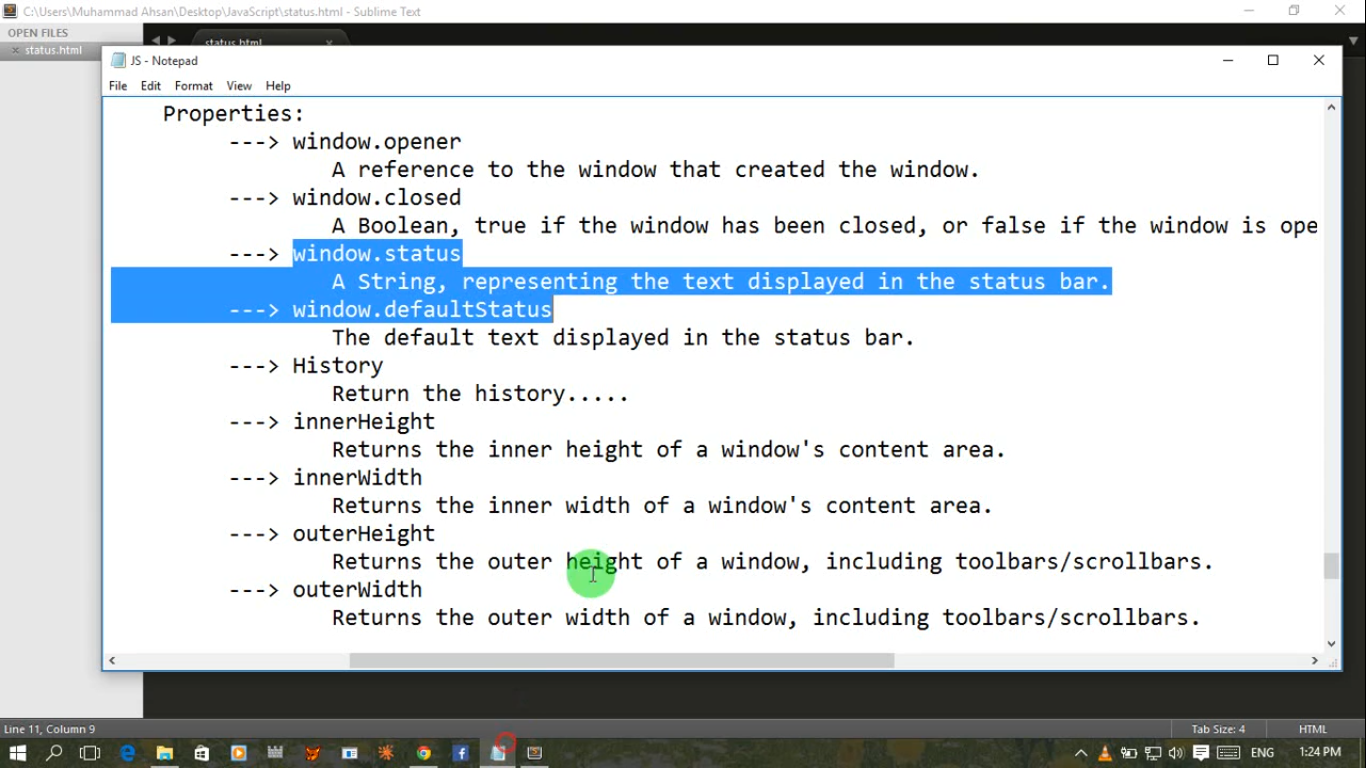 C:\Users\Muhammad Ahsan\Desktop\JavaScript\status.html - Sublime Text
OPEN FILES
× status.html
status.html ×
JS - Notepad
File Edit Format View Help
Properties:
---> window.opener
A reference to the window that created the window.
---> window.closed
A Boolean, true if the window has been closed, or false if the window is ope
---> window.status
A String, representing the text displayed in the status bar.
---> window.defaultStatus
The default text displayed in the status bar.
---> History
Return the history.....
---> innerHeight
Returns the inner height of a window's content area.
---> innerWidth
Returns the inner width of a window's content area.
---> outerHeight
Returns the outer height of a window, including toolbars/scrollbars.
---> outerWidth
Returns the outer width of a window, including toolbars/scrollbars.
Line 11, Column 9
Tab Size: 4
HTML
ENG
1:24 PM